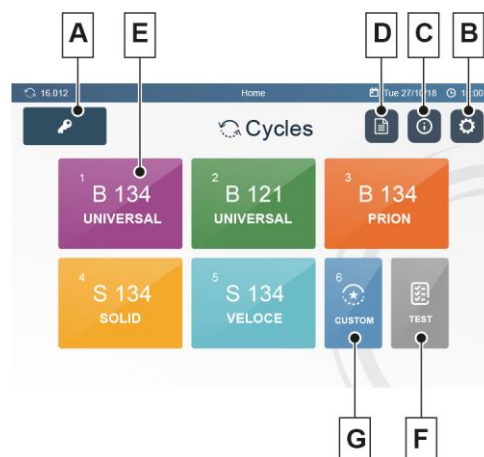 A E D C B
16.012 Home Tue 27/10/18
Cycles
1 2 3
B 134 B 121 B 134
UNIVERSAL UNIVERSAL PRION
4 5 6
S 134 S 134
SOLID VELOCE CUSTOM TEST
G F